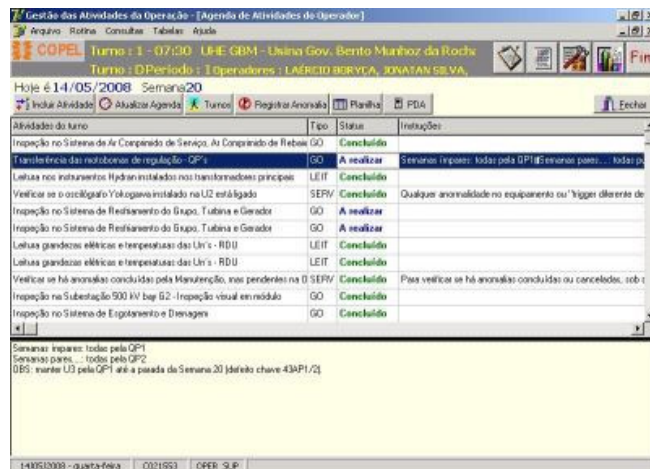 Gestão das Atividades da Operação - [Agenda de Atividades do Operador]
Arquivo Rotina Consultas Tabelas Ajuda
COPEL Turno : 1 - 07:30 UHE GBM - Usina Gov. Bento Munhoz da Rocha
Turno : D Período : 1 Operadores : LAÉRCIO BORYCA, JONATAN SILVA,
Fim
Hoje é 14/05/2008 Semana 20
Incluir Atividade Atualizar Agenda Turnos Registrar Anomalia Planilha PDA Fechar
Atividades do turno Tipo Status Instruções
Inspeção no Sistema de Ar Comprimido de Serviço, Ar Comprimido de Rebaix GO Concluído
Transferência das motobombas de regulação - QP's GO A realizar Semanas ímpares: todas pela QP1 Semanas pares...: todas pe
Leitura nos instrumentos Hydran instalados nos transformadores principais LEIT Concluído
Verificar se o oscilógrafo Yokogawa instalado na U2 está ligado SERV Concluído Qualquer anormalidade no equipamento ou "trigger diferente de
Inspeção no Sistema de Resfriamento do Grupo, Turbina e Gerador GO A realizar
Inspeção no Sistema de Resfriamento do Grupo, Turbina e Gerador GO A realizar
Leitura grandezas elétricas e temperaturas das Un's - RDU LEIT Concluído
Leitura grandezas elétricas e temperaturas das Un's - RDU LEIT Concluído
Verificar se há anomalias concluídas pela Manutenção, mas pendentes na O SERV Concluído Para verificar se há anomalias concluídas ou canceladas, sob
Inspeção na Subestação 500 kV bay G2 - Inspeção visual em módulo GO Concluído
Inspeção no Sistema de Esgotamento e Drenagem GO Concluído
Semanas ímpares: todas pela QP1
Semanas pares...: todas pela QP2
OBS: manter U3 pela QP1 até a parada da Semana 20 (defeito chave 43AP1/2).
14/05/2008 - quarta-feira C021553 OPER_SUP